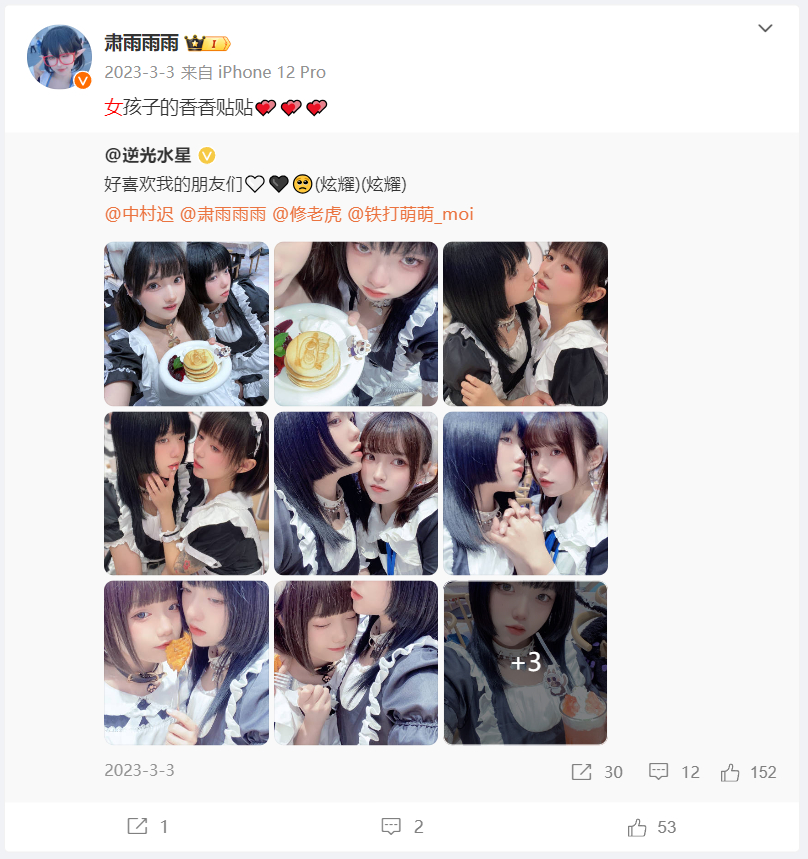 肃雨雨雨
2023-3-3 来自 iPhone 12 Pro
女孩子的香香贴贴
@逆光水星
好喜欢我的朋友们(炫耀)(炫耀)
@中村迟 @肃雨雨雨 @修老虎 @铁打萌萌_moi
+3
2023-3-3
30 12 152
1 2 53